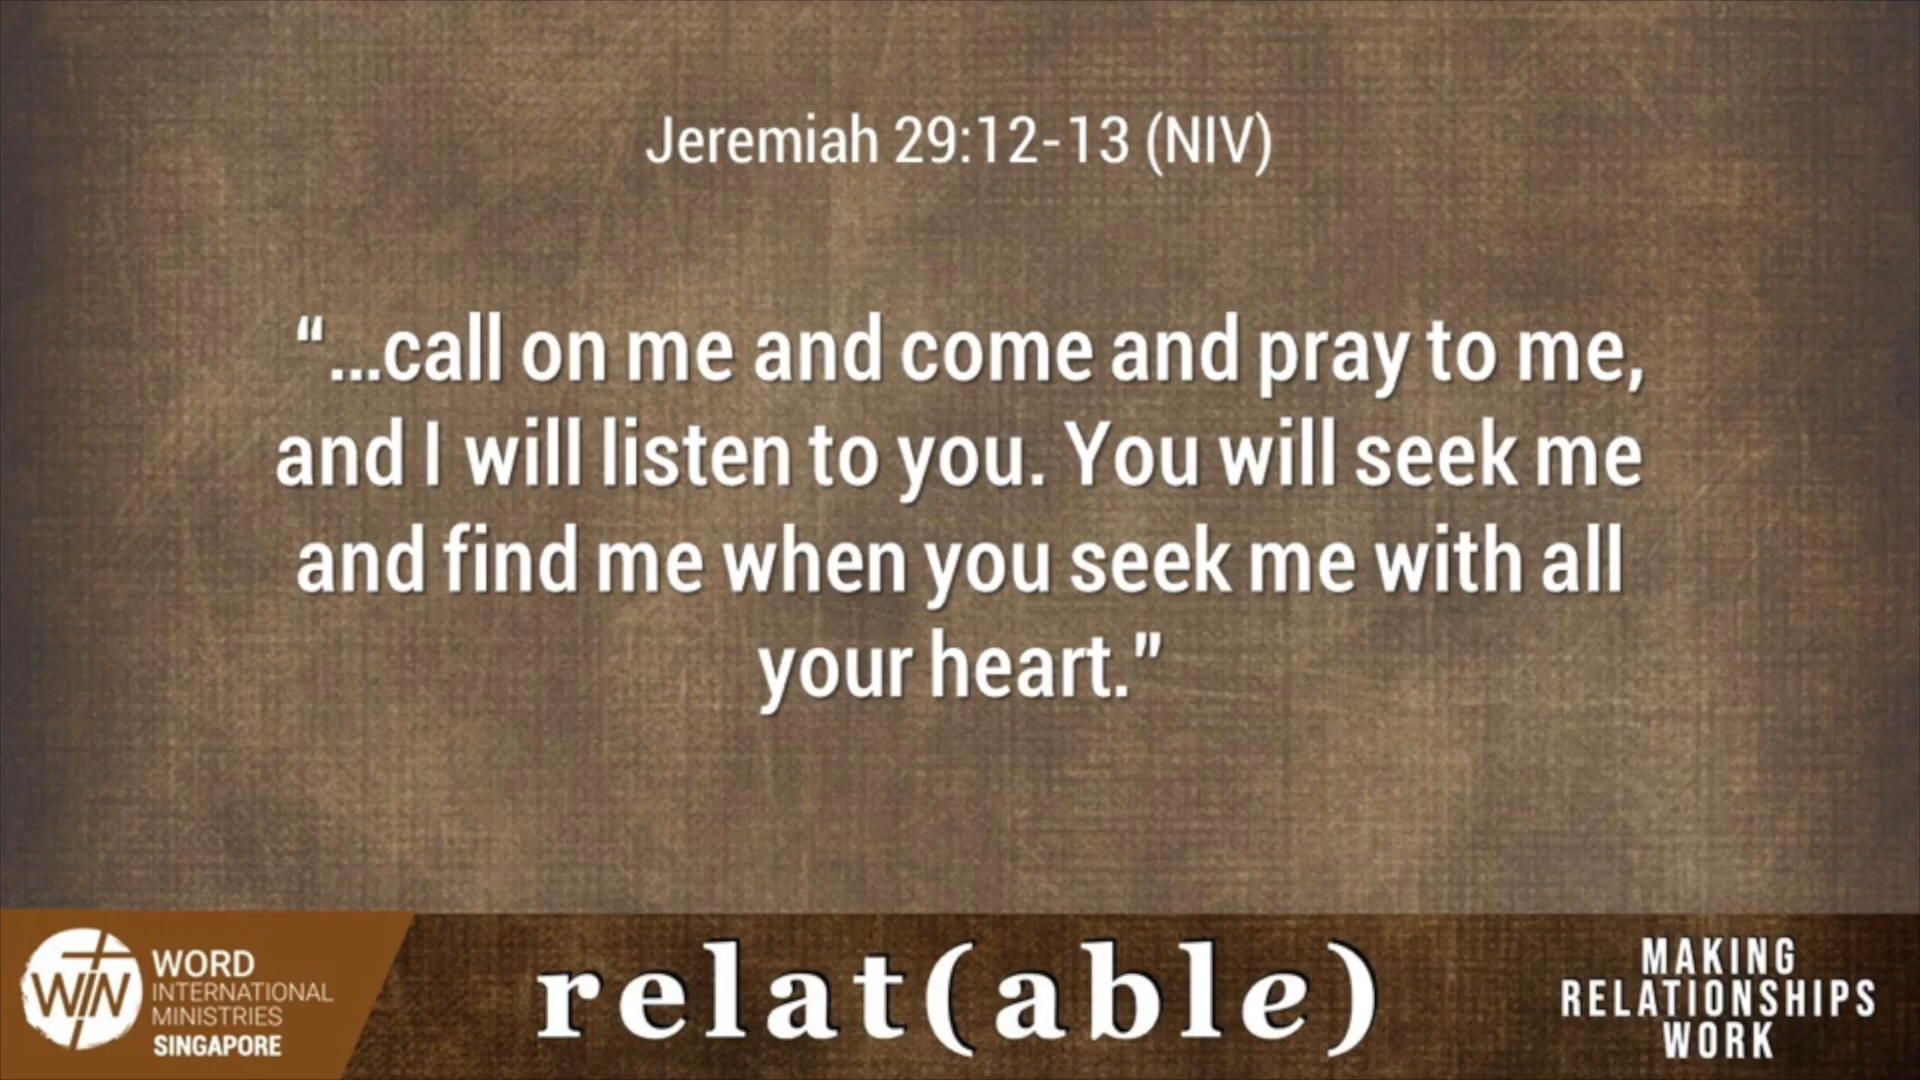 Jeremiah 29:12-13 (NIV)
“...call on me and come and pray to me,
and I will listen to you. You will seek me
and find me when you seek me with all
your heart.”
WIN
WORD
INTERNATIONAL
MINISTRIES
SINGAPORE
relat(able)
MAKING
RELATIONSHIPS
WORK